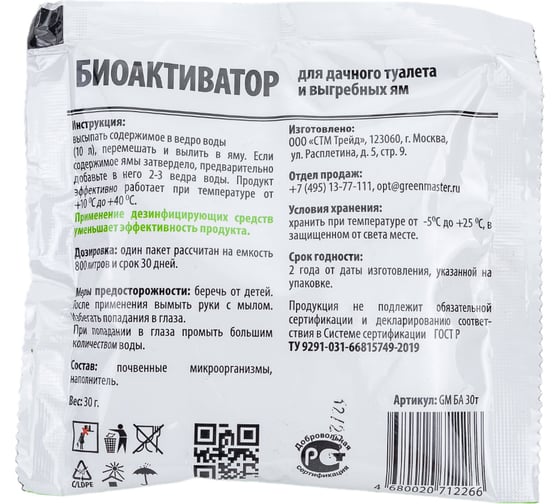 БИОАКТИВАТОР
для дачного туалета
и выгребных ям
Инструкция:
высыпать содержимое в ведро воды
(10 л), перемешать и вылить в яму. Если
содержимое ямы затвердело, предварительно
добавьте в него 2-3 ведра воды. Продукт
эффективно работает при температуре от
+10 °С до +40 °С.
Применение дезинфицирующих средств
уменьшает эффективность продукта.
Дозировка: один пакет рассчитан на емкость
800 литров и срок 30 дней.
Меры предосторожности: беречь от детей.
После применения вымыть руки с мылом.
Избегать попадания в глаза.
При попадании в глаза промыть большим
количеством воды.
Состав: почвенные микроорганизмы,
наполнитель.
Вес: 30 г.
C/LDPE
Изготовлено:
ООО «СТМ Трейд», 123060, г. Москва,
ул. Расплетина, д. 5, стр. 9.
Отдел продаж:
+7 (495) 13-77-111, opt@greenmaster.ru
Условия хранения:
хранить при температуре от -5°С до +25 °С, в
защищенном от света месте.
Срок годности:
2 года от даты изготовления, указанной на
упаковке.
Продукция не подлежит обязательной
сертификации и декларированию соответ-
ствия в Системе сертификации ГОСТ Р
ТУ 9291-031-66815749-2019
Артикул: GM БА 30т
Добровольная
сертификация
4 680020 712266